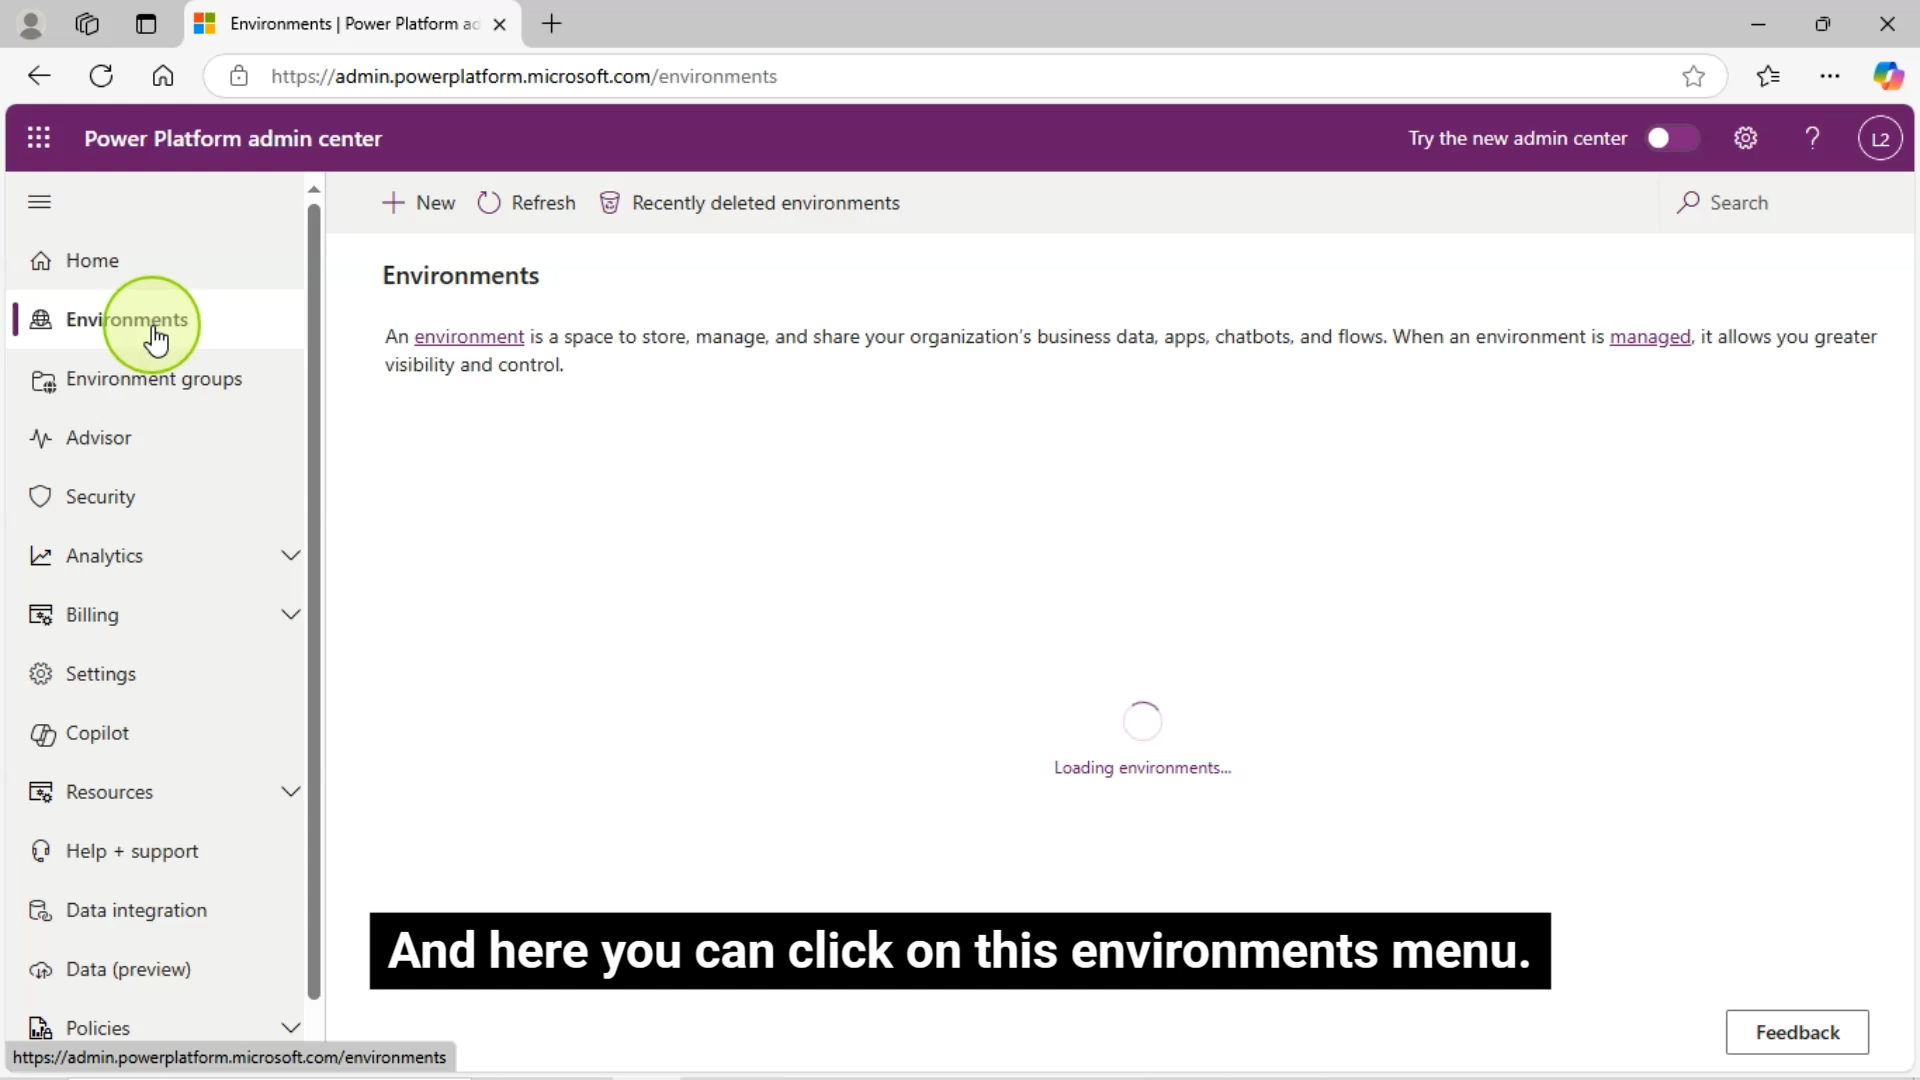 Environments | Power Platform ad
https://admin.powerplatform.microsoft.com/environments
Power Platform admin center
Try the new admin center
L2
New
Refresh
Recently deleted environments
Search
Home
Environments
Environment groups
Advisor
Security
Analytics
Billing
Settings
Copilot
Resources
Help + support
Data integration
Data (preview)
Policies
Environments
An environment is a space to store, manage, and share your organization's business data, apps, chatbots, and flows. When an environment is managed, it allows you greater
visibility and control.
Loading environments...
And here you can click on this environments menu.
Feedback
https://admin.powerplatform.microsoft.com/environments